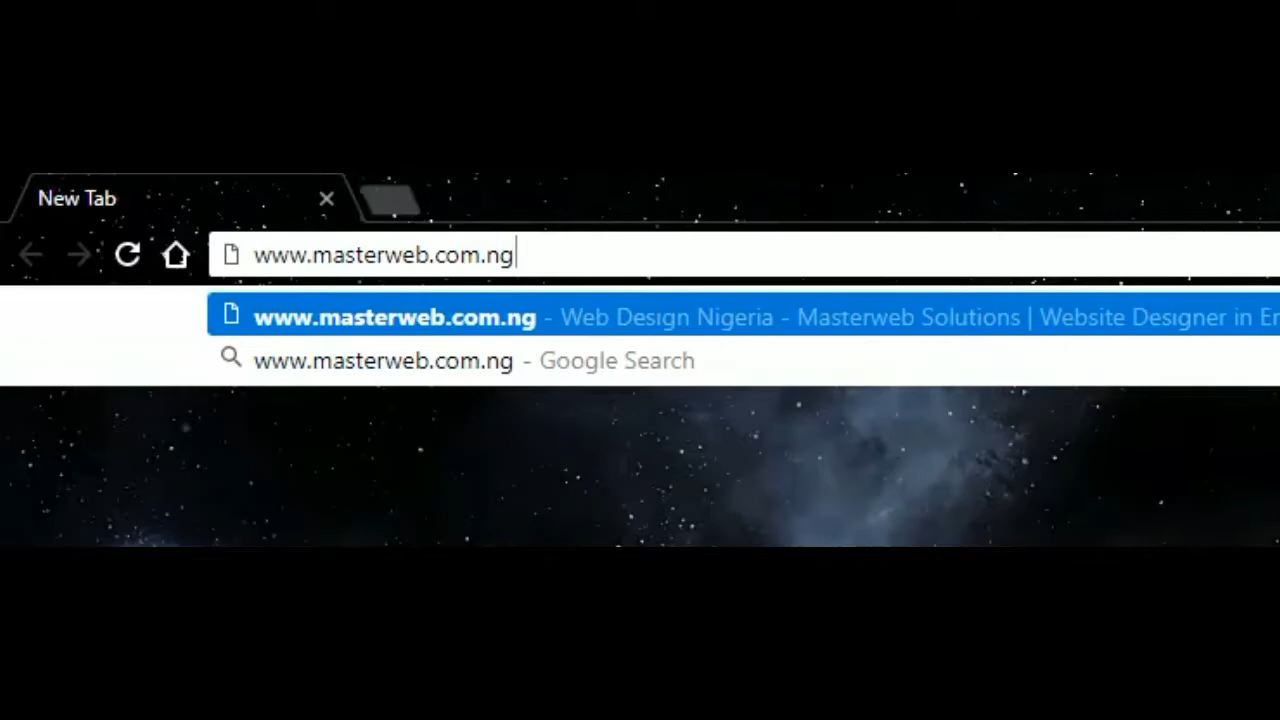 New Tab
www.masterweb.com.ng
www.masterweb.com.ng - Web Design Nigeria - Masterweb Solutions | Website Designer in
www.masterweb.com.ng - Google Search